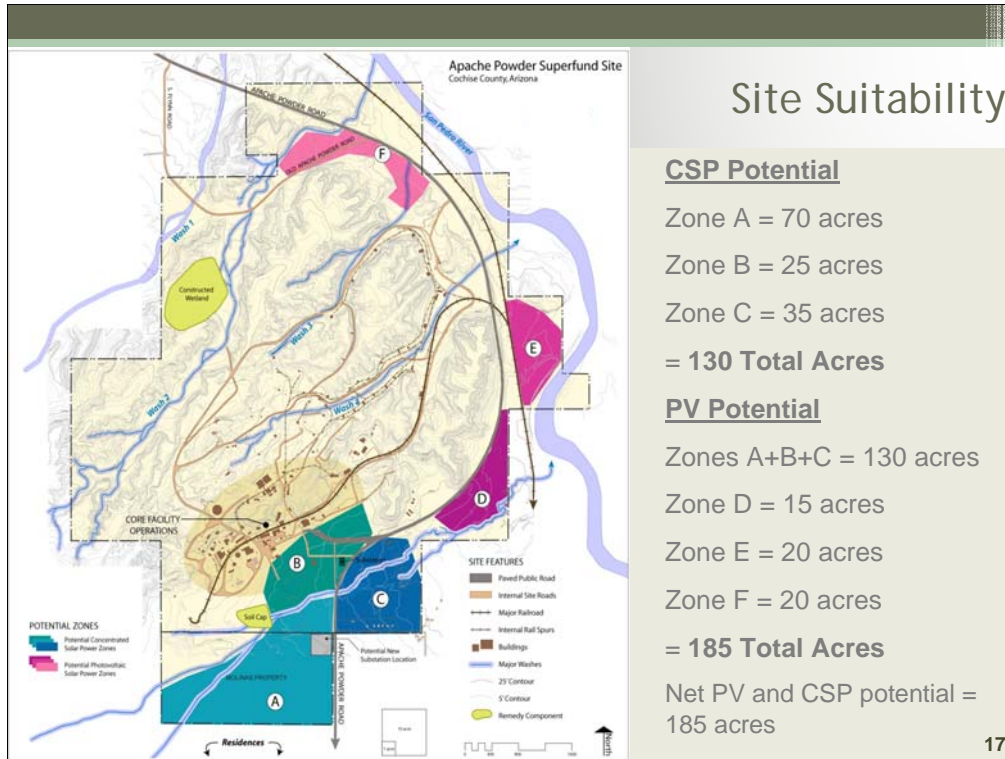 Apache Powder Superfund Site
Cochise County, Arizona
S. FLYNN ROAD
APACHE POWDER ROAD
San Pedro River
OLD APACHE POWDER ROAD
F
Wash 1
Constructed
Wetland
Wash 3
E
Wash 2
Wash 4
D
CORE FACILITY
OPERATIONS
B
C
Soil Cap
POTENTIAL ZONES
Potential Concentrated
Solar Power Zones
Potential Photovoltaic
Solar Power Zones
MOLINAS PROPERTY
A
Potential New
Substation Location
APACHE POWDER ROAD
Residences
SITE FEATURES
Paved Public Road
Internal Site Roads
Major Railroad
Internal Rail Spurs
Buildings
Major Washes
25' Contour
5' Contour
Remedy Component
North
Site Suitability
CSP Potential
Zone A = 70 acres
Zone B = 25 acres
Zone C = 35 acres
= 130 Total Acres
PV Potential
Zones A+B+C = 130 acres
Zone D = 15 acres
Zone E = 20 acres
Zone F = 20 acres
= 185 Total Acres
Net PV and CSP potential =
185 acres
17